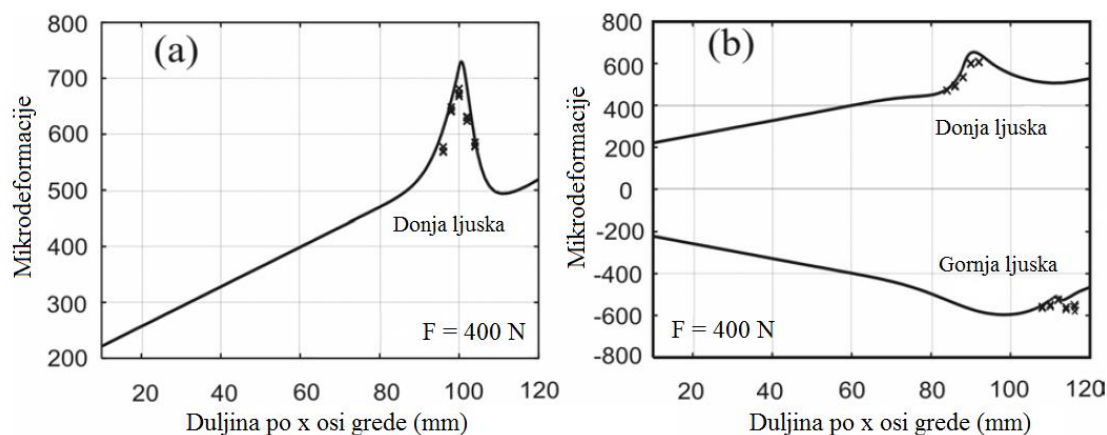 (a)
Mikrodeformacije
800
700
600
500
400
300
200
Donja ljuska
F = 400 N
20 40 60 80 100 120
Duljina po x osi grede (mm)
(b)
Mikrodeformacije
800
600
400
200
0
-200
-400
-600
-800
Donja ljuska
Gornja ljuska
F = 400 N
20 40 60 80 100 120
Duljina po x osi grede (mm)